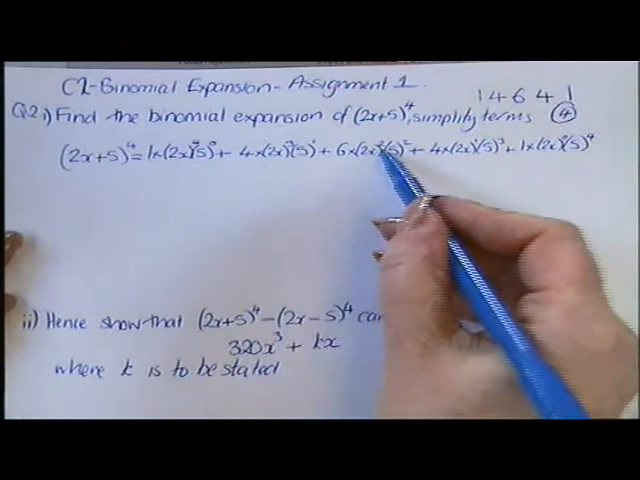 C2-Binomial Expansion - Assignment 1.
1 4 6 4 1
Q2.i) Find the binomial expansion of (2x+5)⁴, simplify terms (4)
(2x+5)⁴ = 1×(2x)⁴(5)⁰ + 4×(2x)³(5)¹ + 6×(2x)²(5)² + 4×(2x)¹(5)³ + 1×(2x)⁰(5)⁴
ii) Hence show that (2x+5)⁴ - (2x-5)⁴ can
320x³ + kx
where k is to be stated